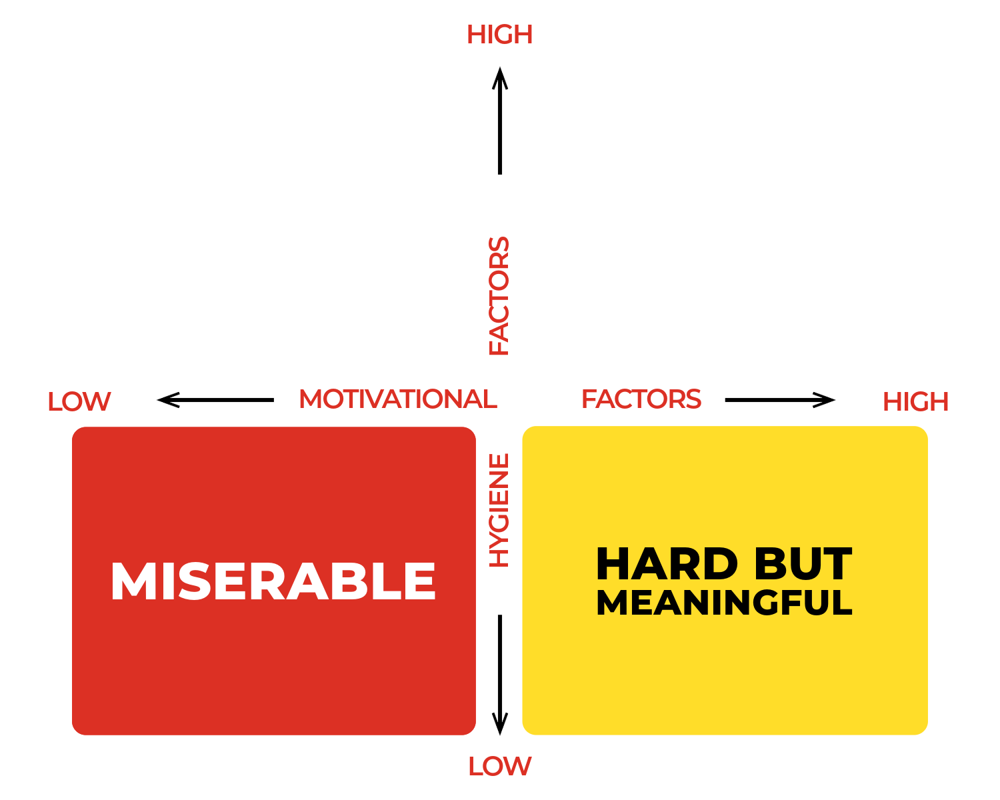 HIGH
FACTORS
LOW
MOTIVATIONAL
FACTORS
HIGH
HYGIENE
MISERABLE
HARD BUT
MEANINGFUL
LOW